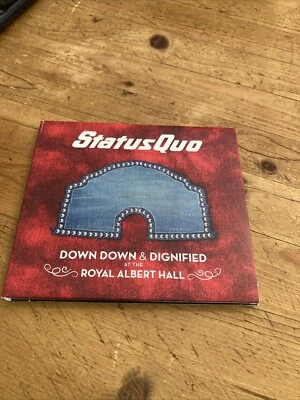 StatusQuo
DOWN DOWN & DIGNIFIED
AT THE
ROYAL ALBERT HALL